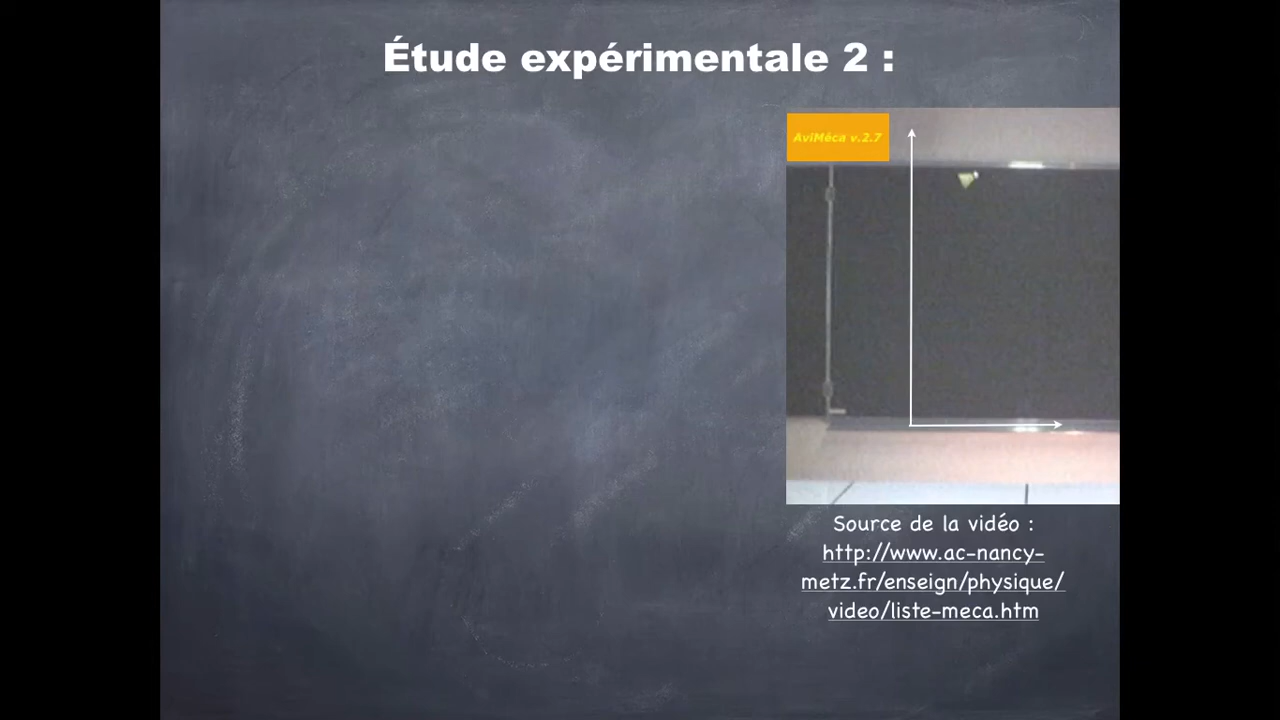 Étude expérimentale 2 :
AviMéca v.2.7
Source de la vidéo :
http://www.ac-nancy-
metz.fr/enseign/physique/
video/liste-meca.htm